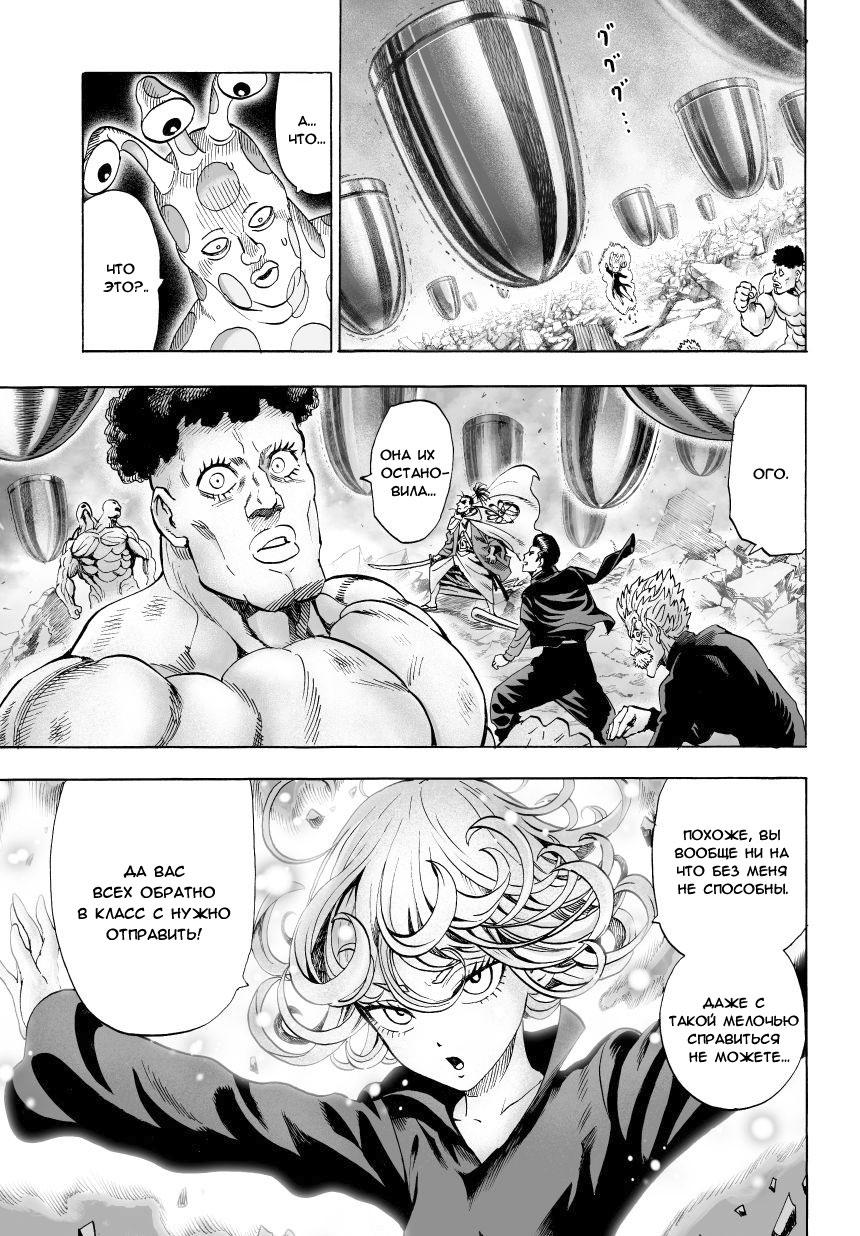 グ
グ
グ
...
А...
ЧТО...
ЧТО
ЭТО?..
ОГО.
ОНА ИХ
ОСТАНО-
ВИЛА...
ПОХОЖЕ, ВЫ
ВООБЩЕ НИ НА
ЧТО БЕЗ МЕНЯ
НЕ СПОСОБНЫ.
ДАЖЕ С
ТАКОЙ МЕЛОЧЬЮ
СПРАВИТЬСЯ
НЕ МОЖЕТЕ...
ДА ВАС
ВСЕХ ОБРАТНО
В КЛАСС С НУЖНО
ОТПРАВИТЬ!